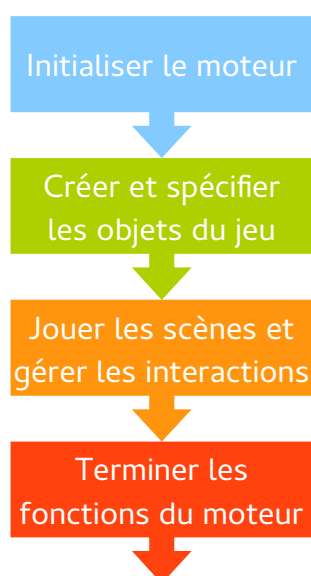 Initialiser le moteur
Créer et spécifier
les objets du jeu
Jouer les scènes et
gérer les interactions
Terminer les
fonctions du moteur